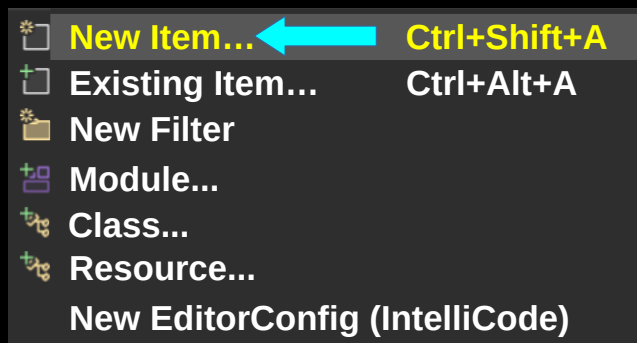 New Item… Ctrl+Shift+A
Existing Item… Ctrl+Alt+A
New Filter
Module...
Class...
Resource...
New EditorConfig (IntelliCode)